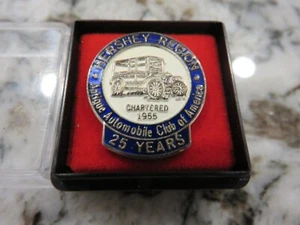 HERSHEY REGION
CHARTERED
1955
Antique Automobile Club of America
25 YEARS